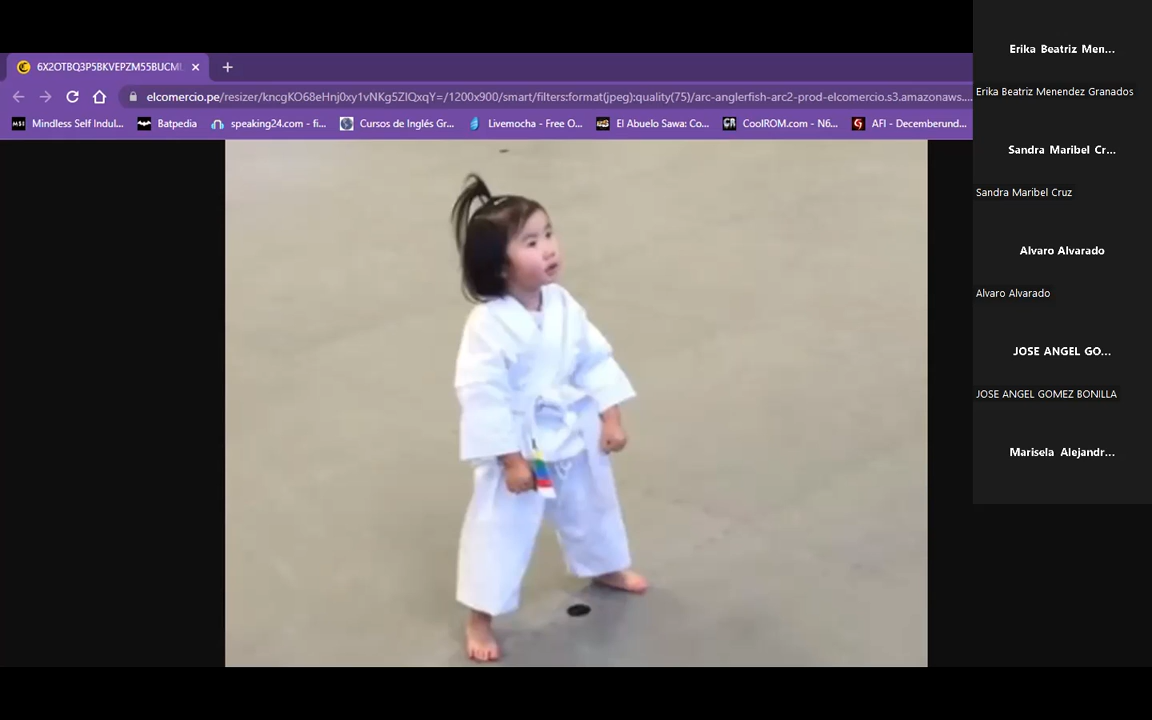 6X2OTBQ3P5BKVEPZM55BUCMI
elcomercio.pe/resizer/kncgKO68eHnj0xy1vNKg5ZIQxqY=/1200x900/smart/filters:format(jpeg):quality(75)/arc-anglerfish-arc2-prod-elcomercio.s3.amazonaws....
Mindless Self Indul...
Batpedia
speaking24.com - fi...
Cursos de Inglés Gr...
Livemocha - Free O...
El Abuelo Sawa: Co...
CoolROM.com - N6...
AFI - Decemberund...
Erika Beatriz Men...
Erika Beatriz Menendez Granados
Sandra Maribel Cr...
Sandra Maribel Cruz
Alvaro Alvarado
Alvaro Alvarado
JOSE ANGEL GO...
JOSE ANGEL GOMEZ BONILLA
Marisela Alejandr...